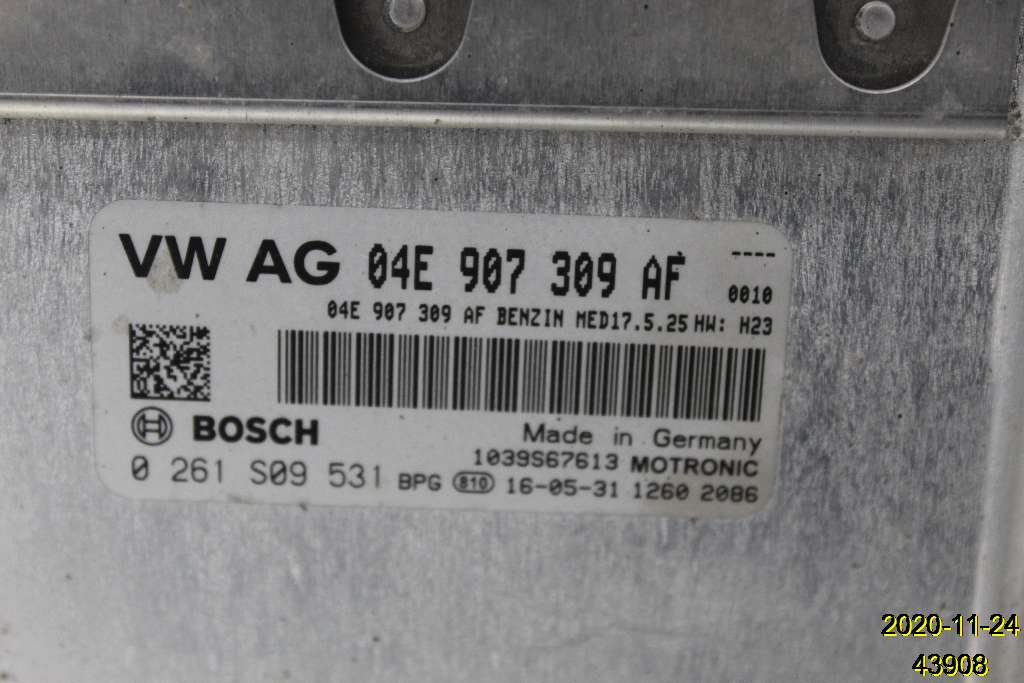 VW AG 04E 907 309 AF ----
0010
04E 907 309 AF BENZIN MED17.5.25 HW: H23
BOSCH
Made in Germany
1039S67613 MOTRONIC
0 261 S09 531 BPG 810 16-05-31 1260 2086
2020-11-24
43908